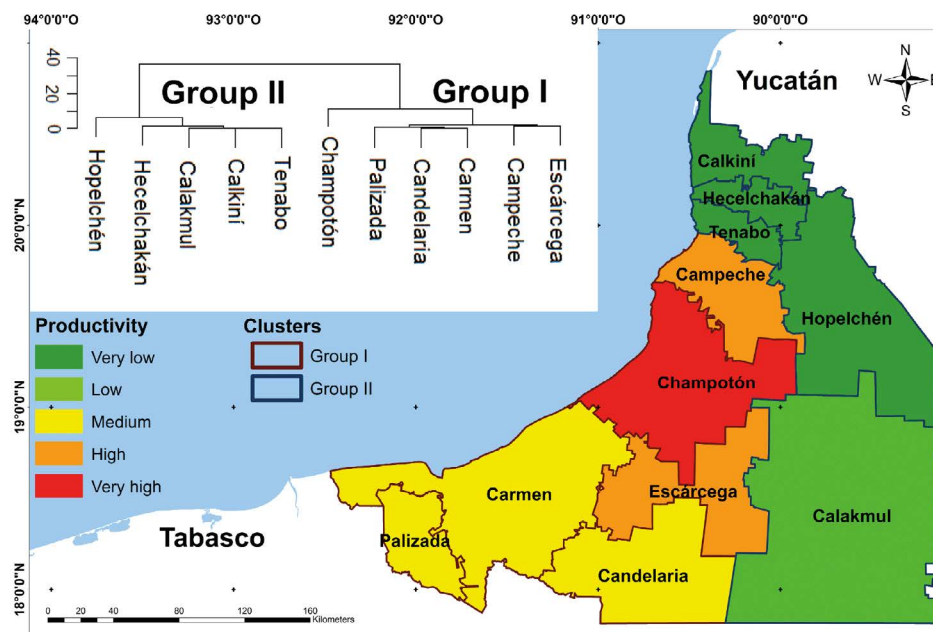 94°0'0"O 93°0'0"O 92°0'0"O 91°0'0"O 90°0'0"O
40
20
0
Group II
Group I
Hopelchén
Hecelchakán
Calakmul
Calkiní
Tenabo
Champotón
Palizada
Candelaria
Carmen
Campeche
Escárcega
Yucatán
N
W E
S
Calkiní
Hecelchakán
Tenabo
Campeche
Hopelchén
Champotón
Carmen
Escárcega
Calakmul
Palizada
Candelaria
Tabasco
20°0'0"N
19°0'0"N
18°0'0"N
Productivity
Very low
Low
Medium
High
Very high
Clusters
Group I
Group II
0 20 40 80 120 160
Kilometers